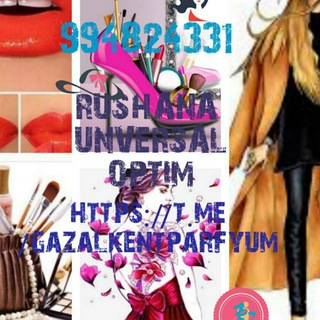 994824331
RUSHANA
UNVERSAL
OPTIM
HTTPS://T.ME
/GAZALKENTPARFYUM